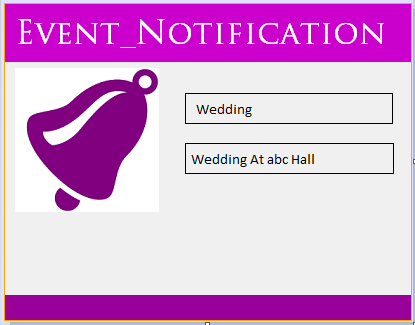 Event_Notification
Wedding
Wedding At abc Hall